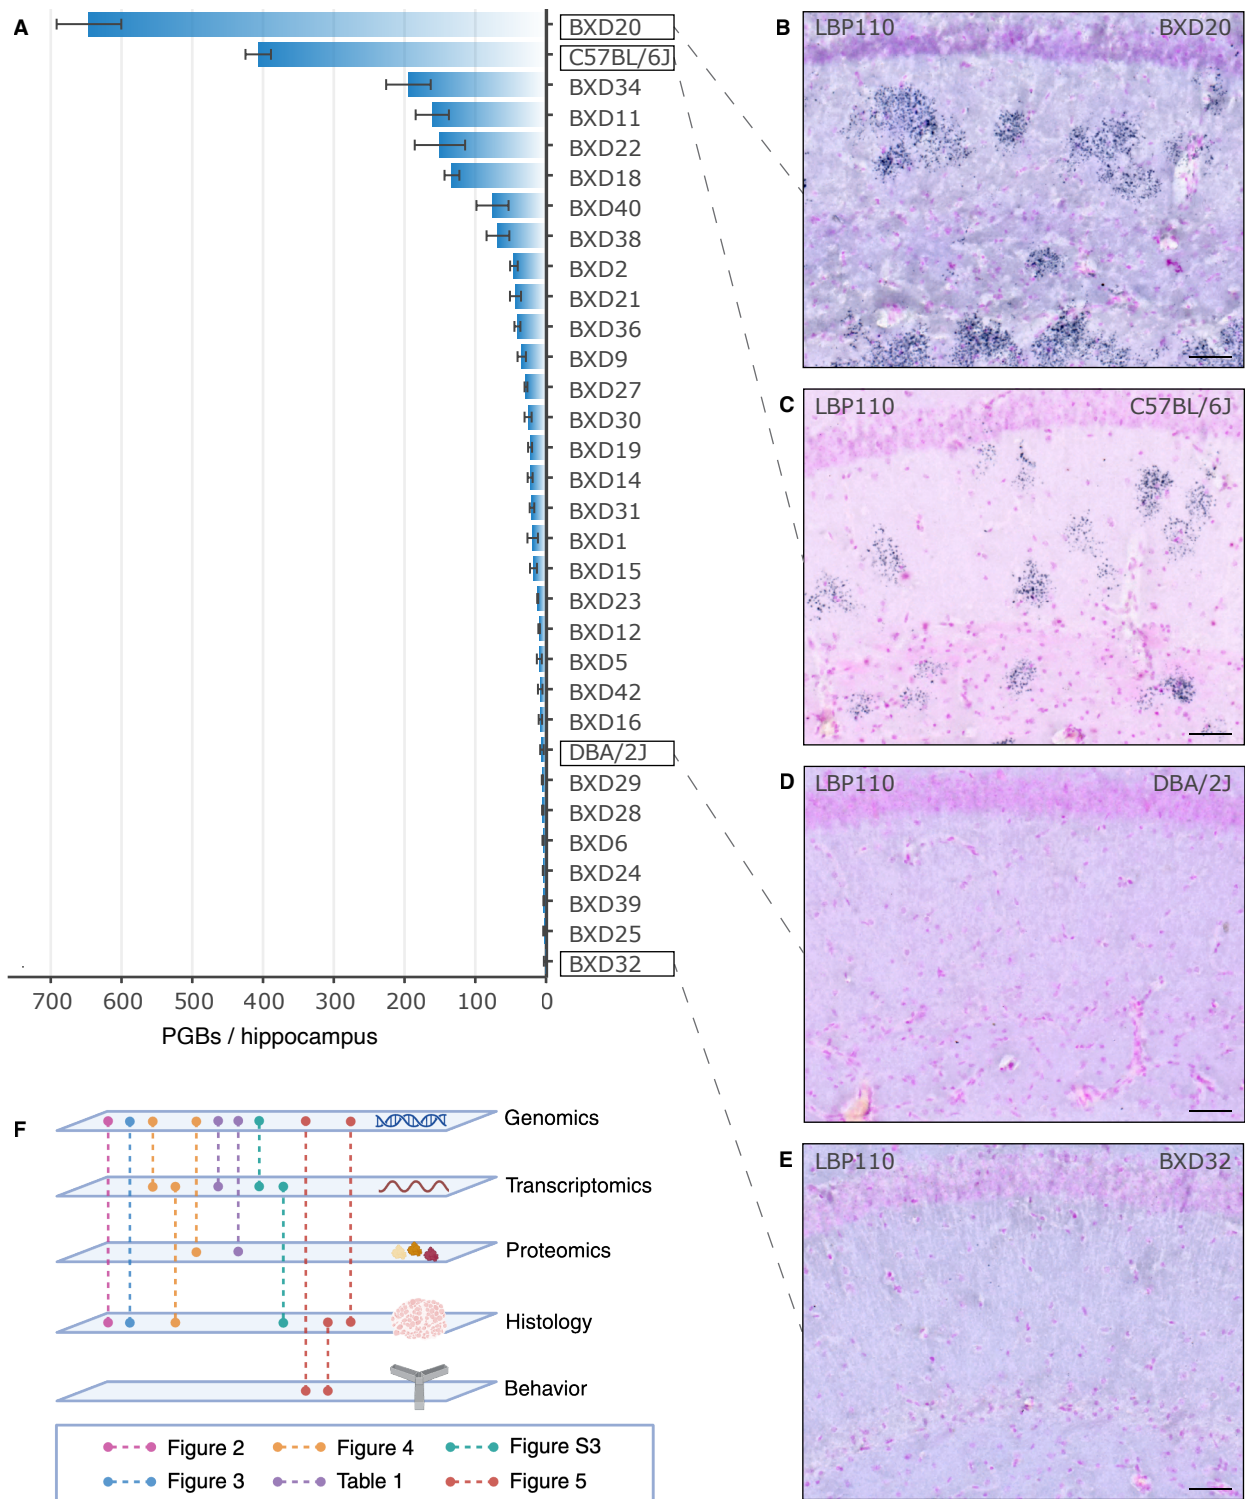 A
BXD20
C57BL/6J
BXD34
BXD11
BXD22
BXD18
BXD40
BXD38
BXD2
BXD21
BXD36
BXD9
BXD27
BXD30
BXD19
BXD14
BXD31
BXD1
BXD15
BXD23
BXD12
BXD5
BXD42
BXD16
DBA/2J
BXD29
BXD28
BXD6
BXD24
BXD39
BXD25
BXD32
700 600 500 400 300 200 100 0
PGBs / hippocampus
B
LBP110 BXD20
C
LBP110 C57BL/6J
D
LBP110 DBA/2J
E
LBP110 BXD32
F
Genomics
Transcriptomics
Proteomics
Histology
Behavior
Figure 2 Figure 4 Figure S3
Figure 3 Table 1 Figure 5